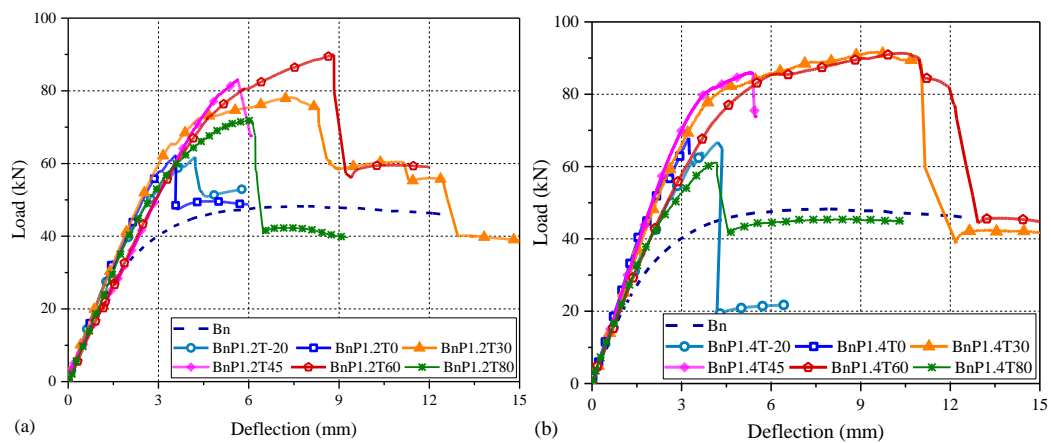 100
80
60
40
20
0
Load (kN)
0 3 6 9 12 15
Deflection (mm)
Bn
BnP1.2T-20 BnP1.2T0 BnP1.2T30
BnP1.2T45 BnP1.2T60 BnP1.2T80
(a)
100
80
60
40
20
0
Load (kN)
0 3 6 9 12 15
Deflection (mm)
Bn
BnP1.4T-20 BnP1.4T0 BnP1.4T30
BnP1.4T45 BnP1.4T60 BnP1.4T80
(b)